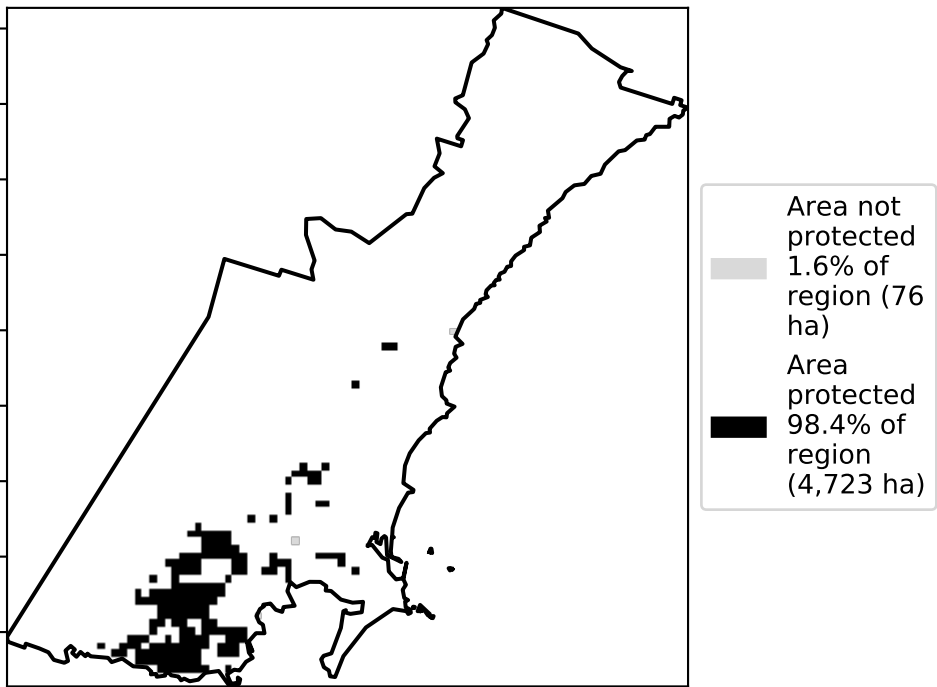 Area not
protected
1.6% of
region (76
ha)
Area
protected
98.4% of
region
(4,723 ha)